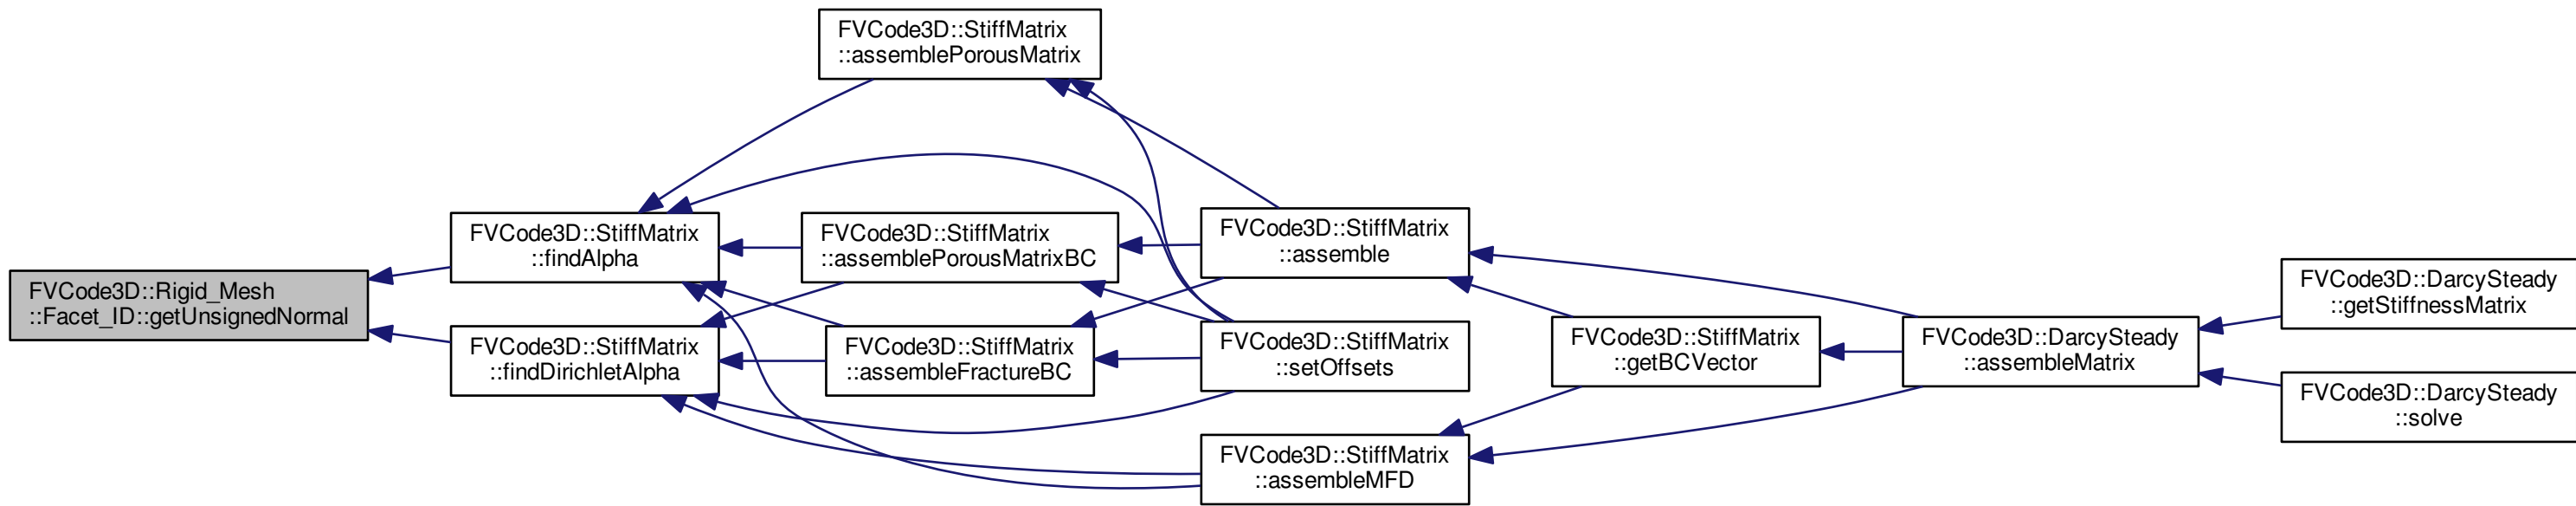 FVCode3D::StiffMatrix
::assemblePorousMatrix
FVCode3D::Rigid_Mesh
::Facet_ID::getUnsignedNormal
FVCode3D::StiffMatrix
::findAlpha
FVCode3D::StiffMatrix
::findDirichletAlpha
FVCode3D::StiffMatrix
::assemblePorousMatrixBC
FVCode3D::StiffMatrix
::assembleFractureBC
FVCode3D::StiffMatrix
::assemble
FVCode3D::StiffMatrix
::setOffsets
FVCode3D::StiffMatrix
::assembleMFD
FVCode3D::StiffMatrix
::getBCVector
FVCode3D::DarcySteady
::assembleMatrix
FVCode3D::DarcySteady
::getStiffnessMatrix
FVCode3D::DarcySteady
::solve